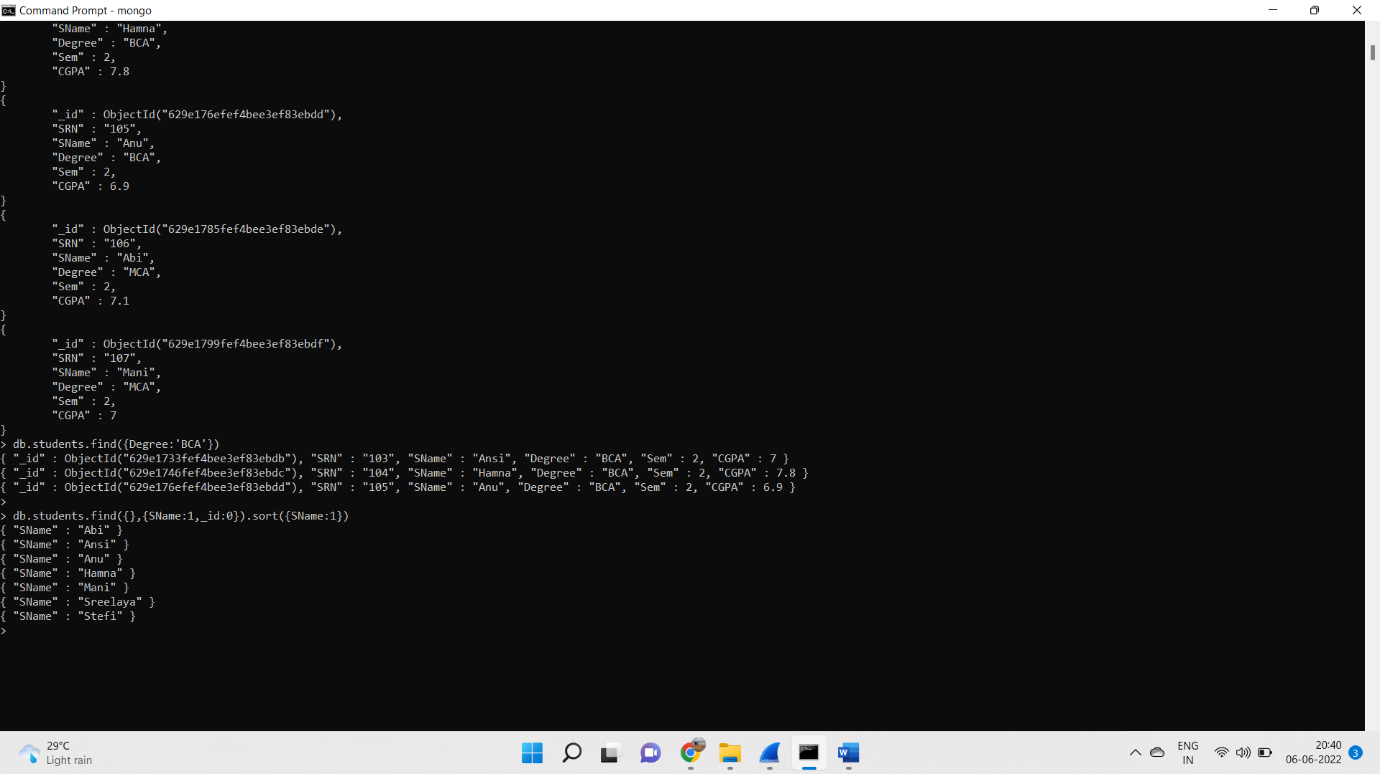 Command Prompt - mongo
"SName" : "Hamna",
"Degree" : "BCA",
"Sem" : 2,
"CGPA" : 7.8
}
{
"_id" : ObjectId("629e176efef4bee3ef83ebdd"),
"SRN" : "105",
"SName" : "Anu",
"Degree" : "BCA",
"Sem" : 2,
"CGPA" : 6.9
}
{
"_id" : ObjectId("629e1785fef4bee3ef83ebde"),
"SRN" : "106",
"SName" : "Abi",
"Degree" : "MCA",
"Sem" : 2,
"CGPA" : 7.1
}
{
"_id" : ObjectId("629e1799fef4bee3ef83ebdf"),
"SRN" : "107",
"SName" : "Mani",
"Degree" : "MCA",
"Sem" : 2,
"CGPA" : 7
}
> db.students.find({Degree:'BCA'})
{ "_id" : ObjectId("629e1733fef4bee3ef83ebdb"), "SRN" : "103", "SName" : "Ansi", "Degree" : "BCA", "Sem" : 2, "CGPA" : 7 }
{ "_id" : ObjectId("629e1746fef4bee3ef83ebdc"), "SRN" : "104", "SName" : "Hamna", "Degree" : "BCA", "Sem" : 2, "CGPA" : 7.8 }
{ "_id" : ObjectId("629e176efef4bee3ef83ebdd"), "SRN" : "105", "SName" : "Anu", "Degree" : "BCA", "Sem" : 2, "CGPA" : 6.9 }
>
> db.students.find({},{SName:1,_id:0}).sort({SName:1})
{ "SName" : "Abi" }
{ "SName" : "Ansi" }
{ "SName" : "Anu" }
{ "SName" : "Hamna" }
{ "SName" : "Mani" }
{ "SName" : "Sreelaya" }
{ "SName" : "Stefi" }
>
29°C
Light rain
ENG
IN
20:40
06-06-2022
3